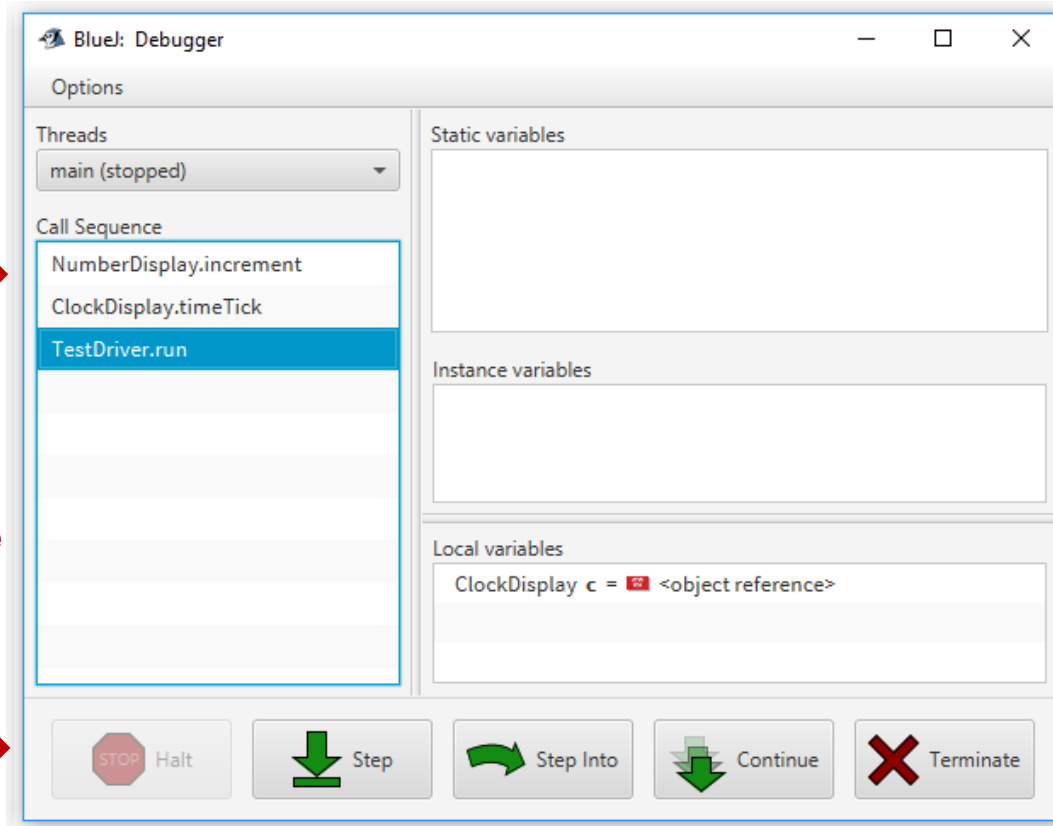 BlueJ: Debugger
Options
Threads
main (stopped)
Call Sequence
NumberDisplay.increment
ClockDisplay.timeTick
TestDriver.run
Static variables
Instance variables
Local variables
ClockDisplay c = <object reference>
STOP Halt
Step
Step Into
Continue
Terminate